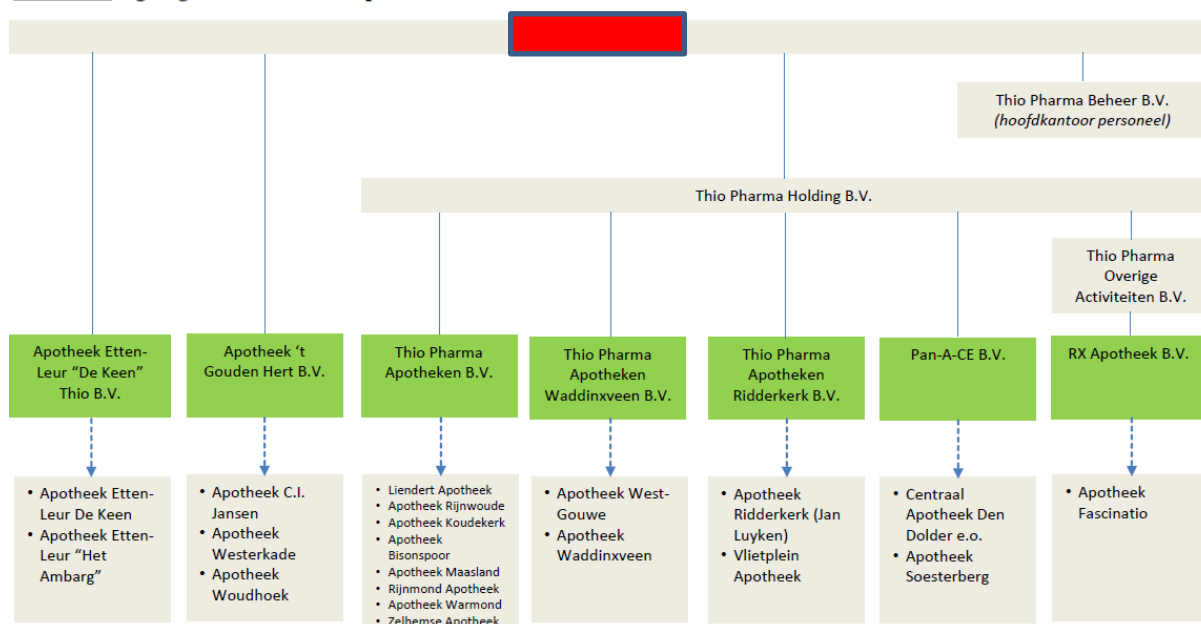 Thio Pharma Beheer B.V.
(hoofdkantoor personeel)
Thio Pharma Holding B.V.
Thio Pharma
Overige
Activiteiten B.V.
Apotheek Etten-
Leur “De Keen”
Thio B.V.
Apotheek ‘t
Gouden Hert B.V.
Thio Pharma
Apotheken B.V.
Thio Pharma
Apotheken
Waddinxveen B.V.
Thio Pharma
Apotheken
Ridderkerk B.V.
Pan-A-CE B.V.
RX Apotheek B.V.
• Apotheek Etten-
Leur De Keen
• Apotheek Etten-
Leur “Het
Ambarg”
• Apotheek C.I.
Jansen
• Apotheek
Westerkade
• Apotheek
Woudhoek
• Liendert Apotheek
• Apotheek Rijnwoude
• Apotheek Koudekerk
• Apotheek
Bisonspoor
• Apotheek Maasland
• Rijnmond Apotheek
• Apotheek Warmond
• Zelhemse Apotheek
• Apotheek West-
Gouwe
• Apotheek
Waddinxveen
• Apotheek
Ridderkerk (Jan
Luyken)
• Vlietplein
Apotheek
• Centraal
Apotheek Den
Dolder e.o.
• Apotheek
Soesterberg
• Apotheek
Fascinatio